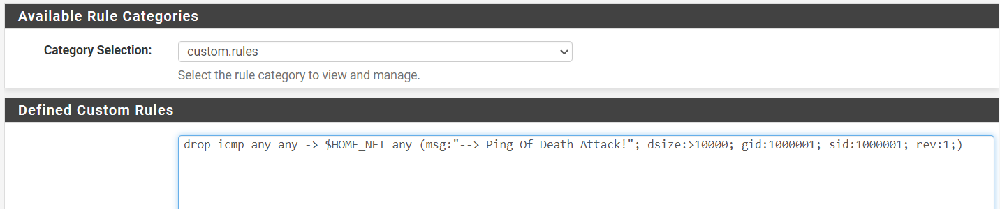 Available Rule Categories
Category Selection:
custom.rules
Select the rule category to view and manage.
Defined Custom Rules
drop icmp any any -> $HOME_NET any (msg:"--> Ping Of Death Attack!"; dsize:>10000; gid:1000001; sid:1000001; rev:1;)